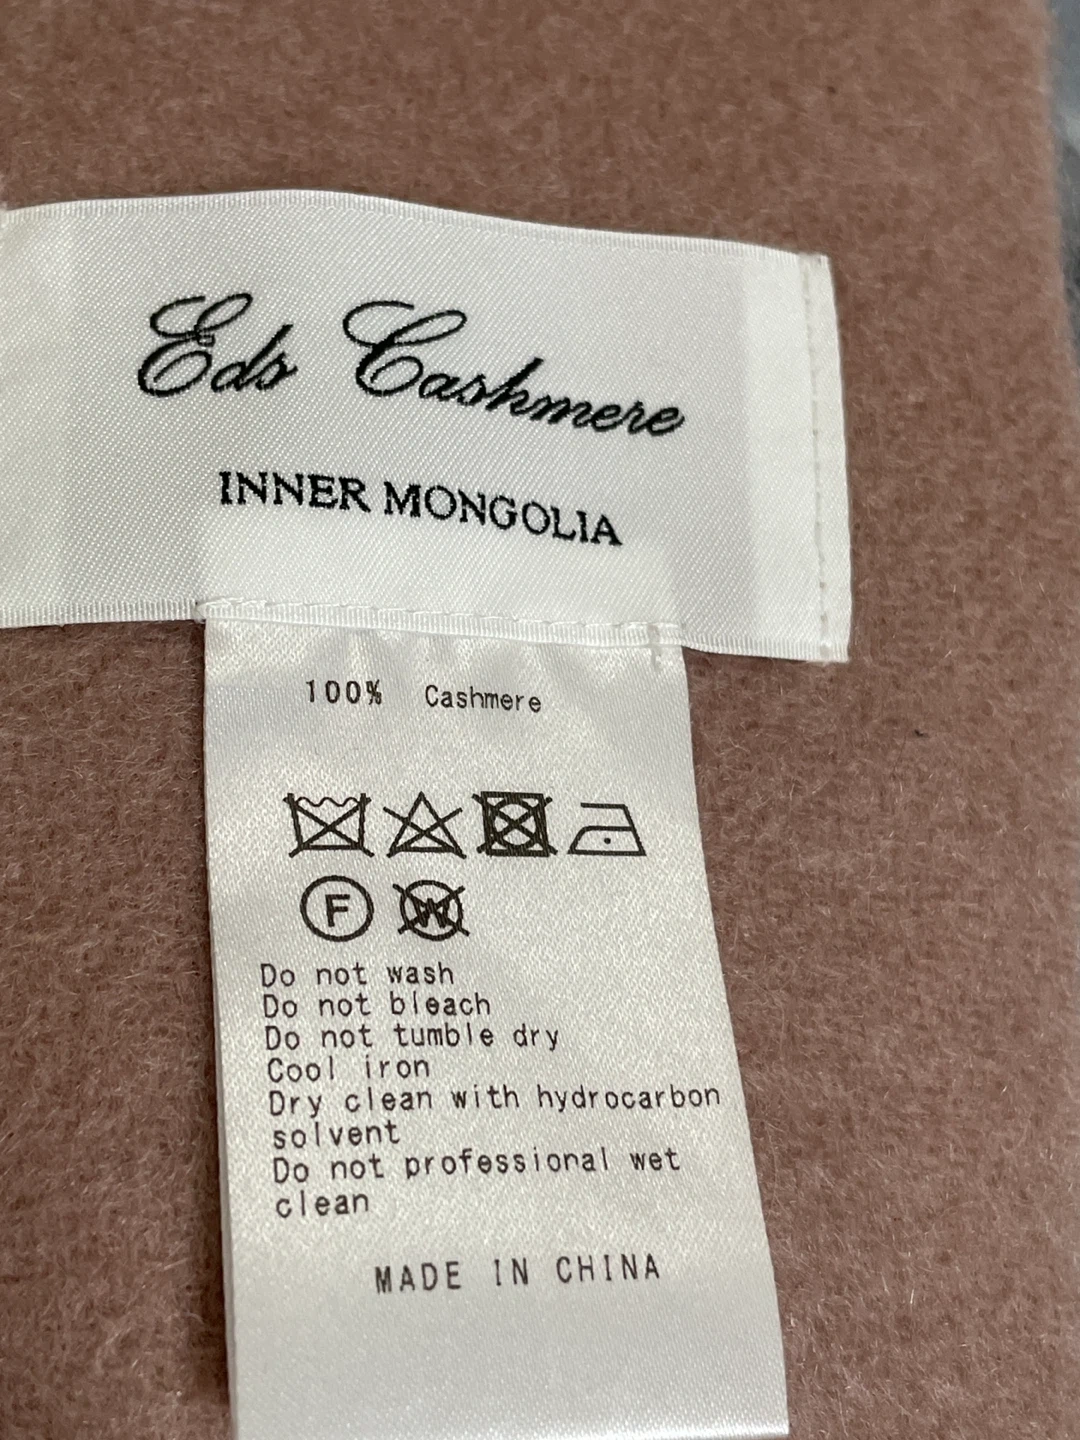 Eds Cashmere
INNER MONGOLIA
100% Cashmere
F W
Do not wash
Do not bleach
Do not tumble dry
Cool iron
Dry clean with hydrocarbon
solvent
Do not professional wet
clean
MADE IN CHINA